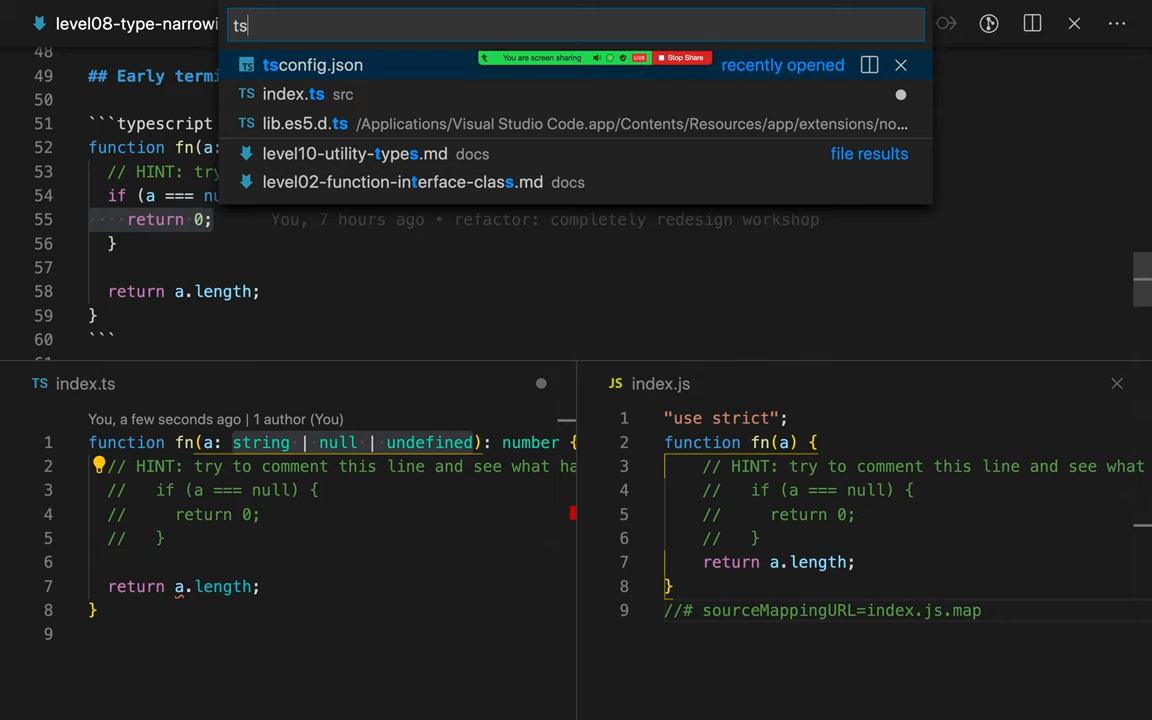 level08-type-narrowi
ts
You are screen sharing LIVE Stop Share
TS tsconfig.json recently opened
TS index.ts src
TS lib.es5.d.ts /Applications/Visual Studio Code.app/Contents/Resources/app/extensions/no...
level10-utility-types.md docs file results
level02-function-interface-class.md docs
48
49 ## Early termi
50
51 ```typescript
52 function fn(a:
53 // HINT: try
54 if (a === nu
55 ····return·0; You, 7 hours ago • refactor: completely redesign workshop
56 }
57
58 return a.length;
59 }
60 ```
TS index.ts
You, a few seconds ago | 1 author (You)
1 function fn(a: string·|·null·|·undefined): number {
2 // HINT: try to comment this line and see what ha
3 // if (a === null) {
4 // return 0;
5 // }
6
7 return a.length;
8 }
9
JS index.js
1 "use strict";
2 function fn(a) {
3 // HINT: try to comment this line and see what
4 // if (a === null) {
5 // return 0;
6 // }
7 return a.length;
8 }
9 //# sourceMappingURL=index.js.map